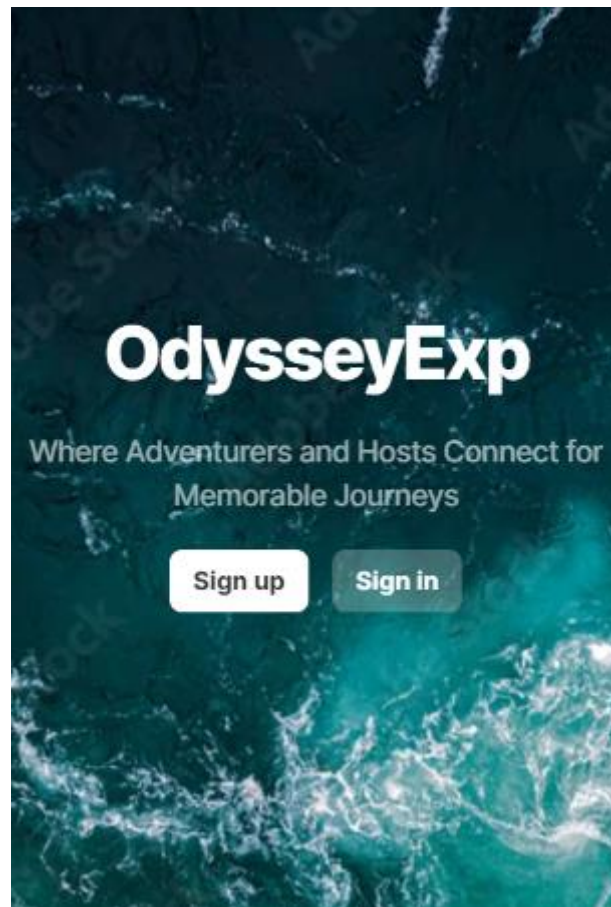 OdysseyExp
Where Adventurers and Hosts Connect for
Memorable Journeys
Sign up Sign in